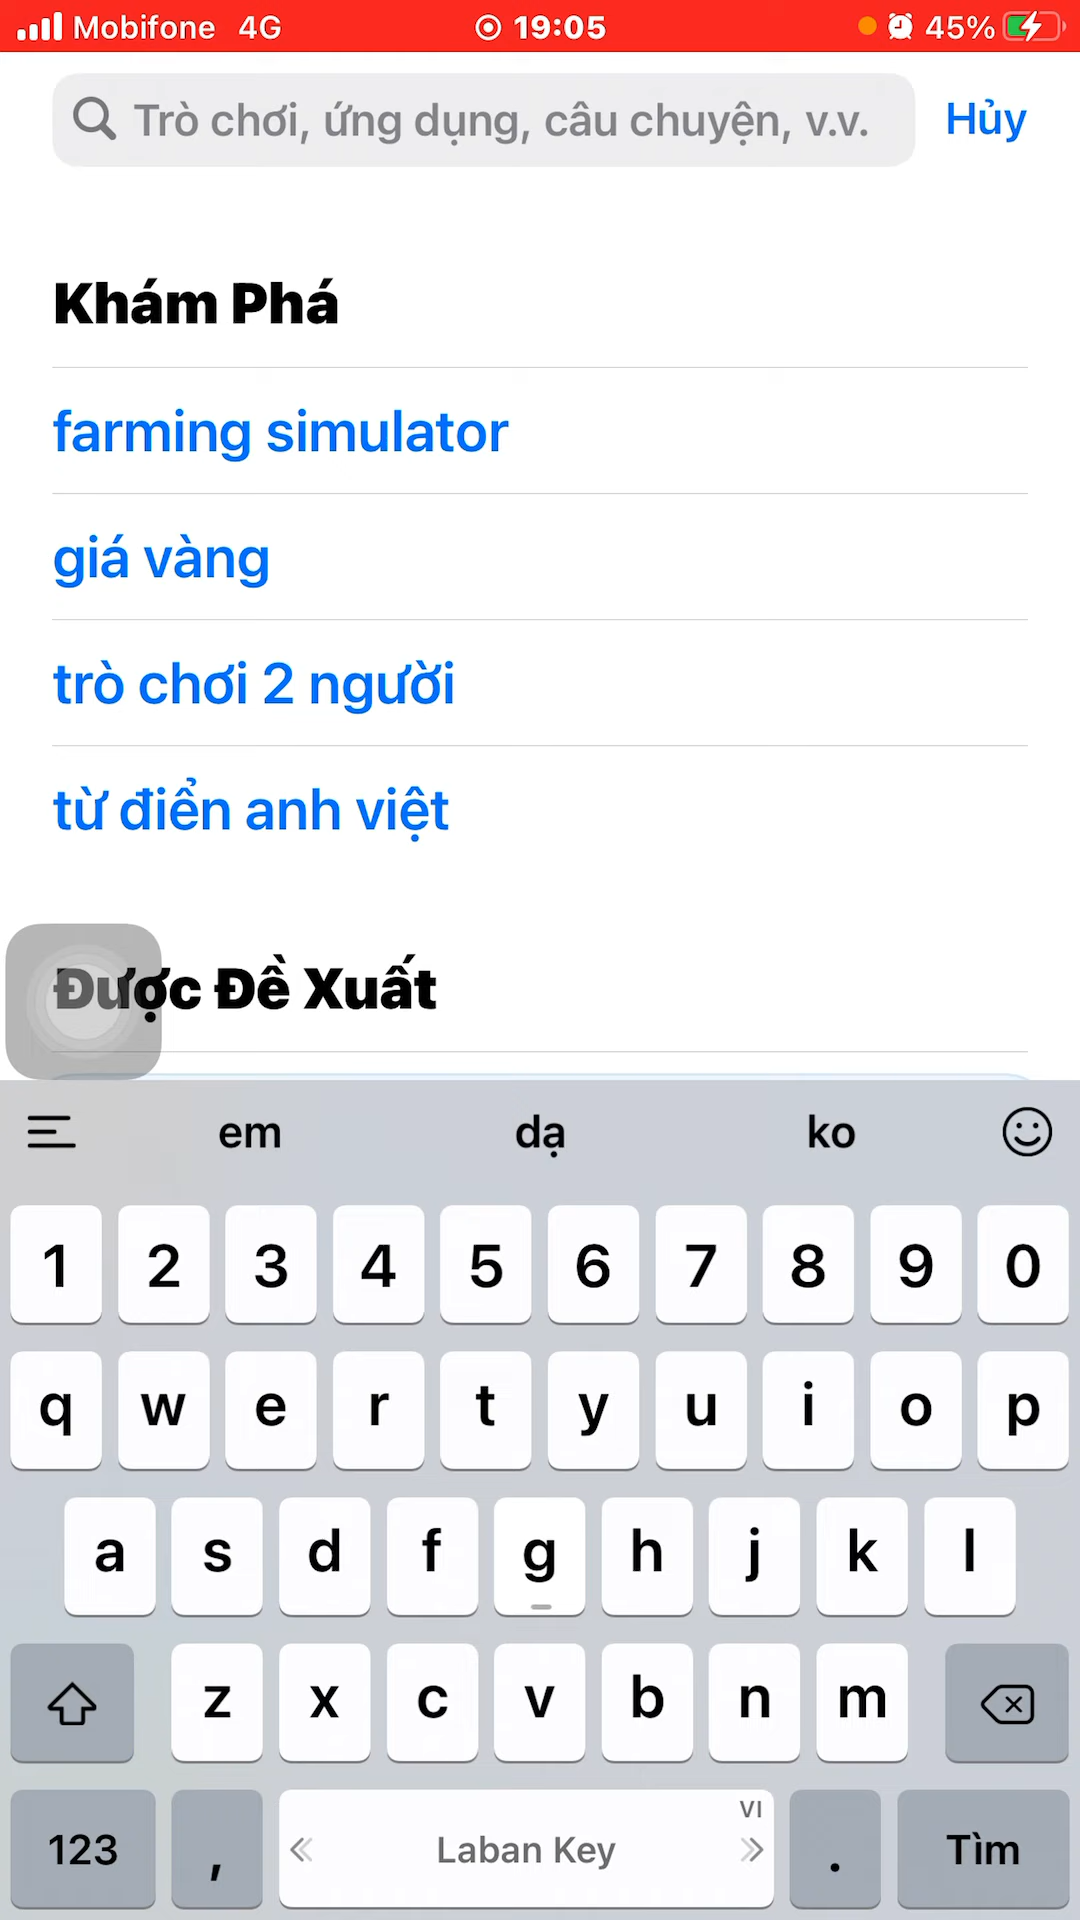 Mobifone 4G 19:05 45%
Trò chơi, ứng dụng, câu chuyện, v.v. Hủy
Khám Phá
farming simulator
giá vàng
trò chơi 2 người
từ điển anh việt
Được Đề Xuất
em dạ ko
1 2 3 4 5 6 7 8 9 0
q w e r t y u i o p
a s d f g h j k l
z x c v b n m
VI
123 , Laban Key . Tìm